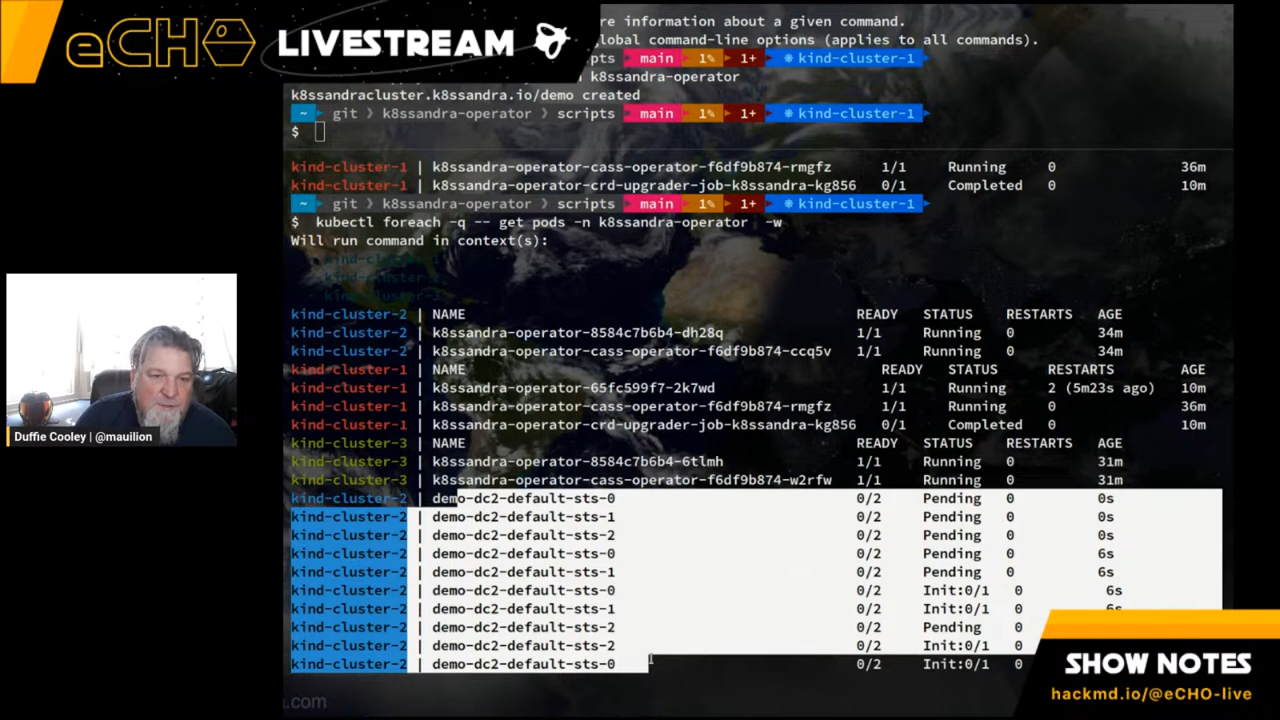 eCHO LIVESTREAM
re information about a given command.
lobal command-line options (applies to all commands).
ripts main 1% 1+ ⎈ kind-cluster-1
k8ssandra-operator
k8ssandracluster.k8ssandra.io/demo created
~ git > k8ssandra-operator > scripts main 1% 1+ ⎈ kind-cluster-1
$
kind-cluster-1 | k8ssandra-operator-cass-operator-f6df9b874-rmgfz 1/1 Running 0 36m
kind-cluster-1 | k8ssandra-operator-crd-upgrader-job-k8ssandra-kg856 0/1 Completed 0 10m
~ git > k8ssandra-operator > scripts main 1% 1+ ⎈ kind-cluster-1
$ kubectl foreach -q -- get pods -n k8ssandra-operator -w
Will run command in context(s):
kind-cluster-1
kind-cluster-2
kind-cluster-3
kind-cluster-2 | NAME READY STATUS RESTARTS AGE
kind-cluster-2 | k8ssandra-operator-8584c7b6b4-dh28q 1/1 Running 0 34m
kind-cluster-2 | k8ssandra-operator-cass-operator-f6df9b874-ccq5v 1/1 Running 0 34m
kind-cluster-1 | NAME READY STATUS RESTARTS AGE
kind-cluster-1 | k8ssandra-operator-65fc599f7-2k7wd 1/1 Running 2 (5m23s ago) 10m
kind-cluster-1 | k8ssandra-operator-cass-operator-f6df9b874-rmgfz 1/1 Running 0 36m
kind-cluster-1 | k8ssandra-operator-crd-upgrader-job-k8ssandra-kg856 0/1 Completed 0 10m
kind-cluster-3 | NAME READY STATUS RESTARTS AGE
kind-cluster-3 | k8ssandra-operator-8584c7b6b4-6tlmh 1/1 Running 0 31m
kind-cluster-3 | k8ssandra-operator-cass-operator-f6df9b874-w2rfw 1/1 Running 0 31m
kind-cluster-2 | demo-dc2-default-sts-0 0/2 Pending 0 0s
kind-cluster-2 | demo-dc2-default-sts-1 0/2 Pending 0 0s
kind-cluster-2 | demo-dc2-default-sts-2 0/2 Pending 0 0s
kind-cluster-2 | demo-dc2-default-sts-0 0/2 Pending 0 6s
kind-cluster-2 | demo-dc2-default-sts-1 0/2 Pending 0 6s
kind-cluster-2 | demo-dc2-default-sts-0 0/2 Init:0/1 0 6s
kind-cluster-2 | demo-dc2-default-sts-1 0/2 Init:0/1 0 6s
kind-cluster-2 | demo-dc2-default-sts-2 0/2 Pending 0
kind-cluster-2 | demo-dc2-default-sts-2 0/2 Init:0/1 0
kind-cluster-2 | demo-dc2-default-sts-0 0/2 Init:0/1 0
.com
Duffie Cooley | @mauilion
SHOW NOTES
hackmd.io/@eCHO-live